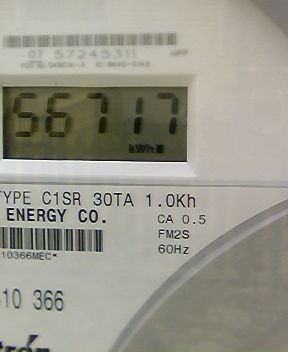 07 57245311
56717
kWh
TYPE C1SR 30TA 1.0Kh
ENERGY CO.
CA 0.5
FM2S
60Hz
10366MEC*
10 366